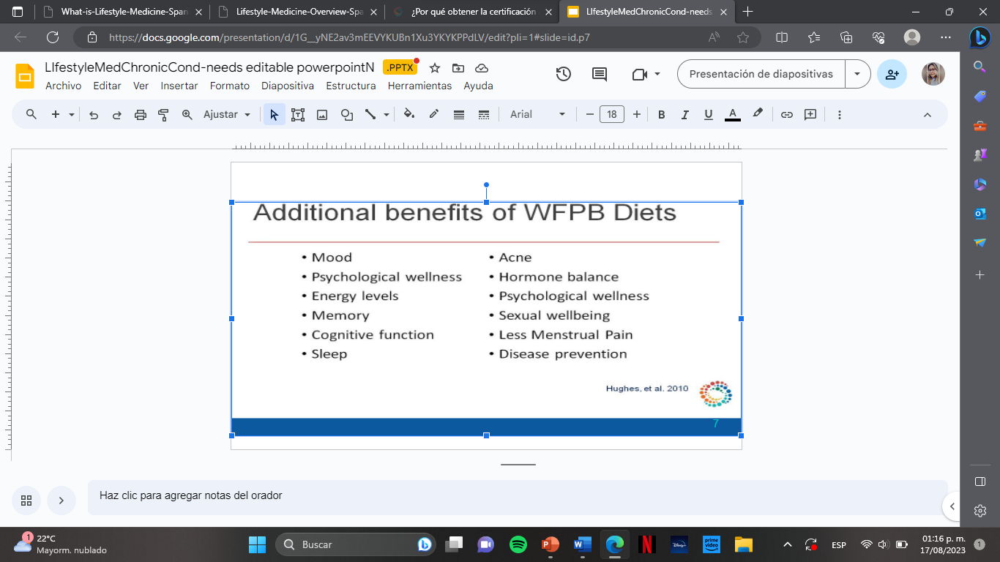 What-is-Lifestyle-Medicine-Span
Lifestyle-Medicine-Overview-Spa
¿Por qué obtener la certificación
LIfestyleMedChronicCond-needs
https://docs.google.com/presentation/d/1G__yNE2av3mEEVYKUBn1Xu3YKYKPPdLV/edit?pli=1#slide=id.p7
LIfestyleMedChronicCond-needs editable powerpointN .PPTX
Archivo Editar Ver Insertar Formato Diapositiva Estructura Herramientas Ayuda
Presentación de diapositivas
Ajustar
Arial
18
B I U A
Additional benefits of WFPB Diets
• Mood
• Psychological wellness
• Energy levels
• Memory
• Cognitive function
• Sleep
• Acne
• Hormone balance
• Psychological wellness
• Sexual wellbeing
• Less Menstrual Pain
• Disease prevention
Hughes, et al. 2010
7
Haz clic para agregar notas del orador
1
22°C
Mayorm. nublado
Buscar
Disney+
prime
video
ESP
01:16 p. m.
17/08/2023
1